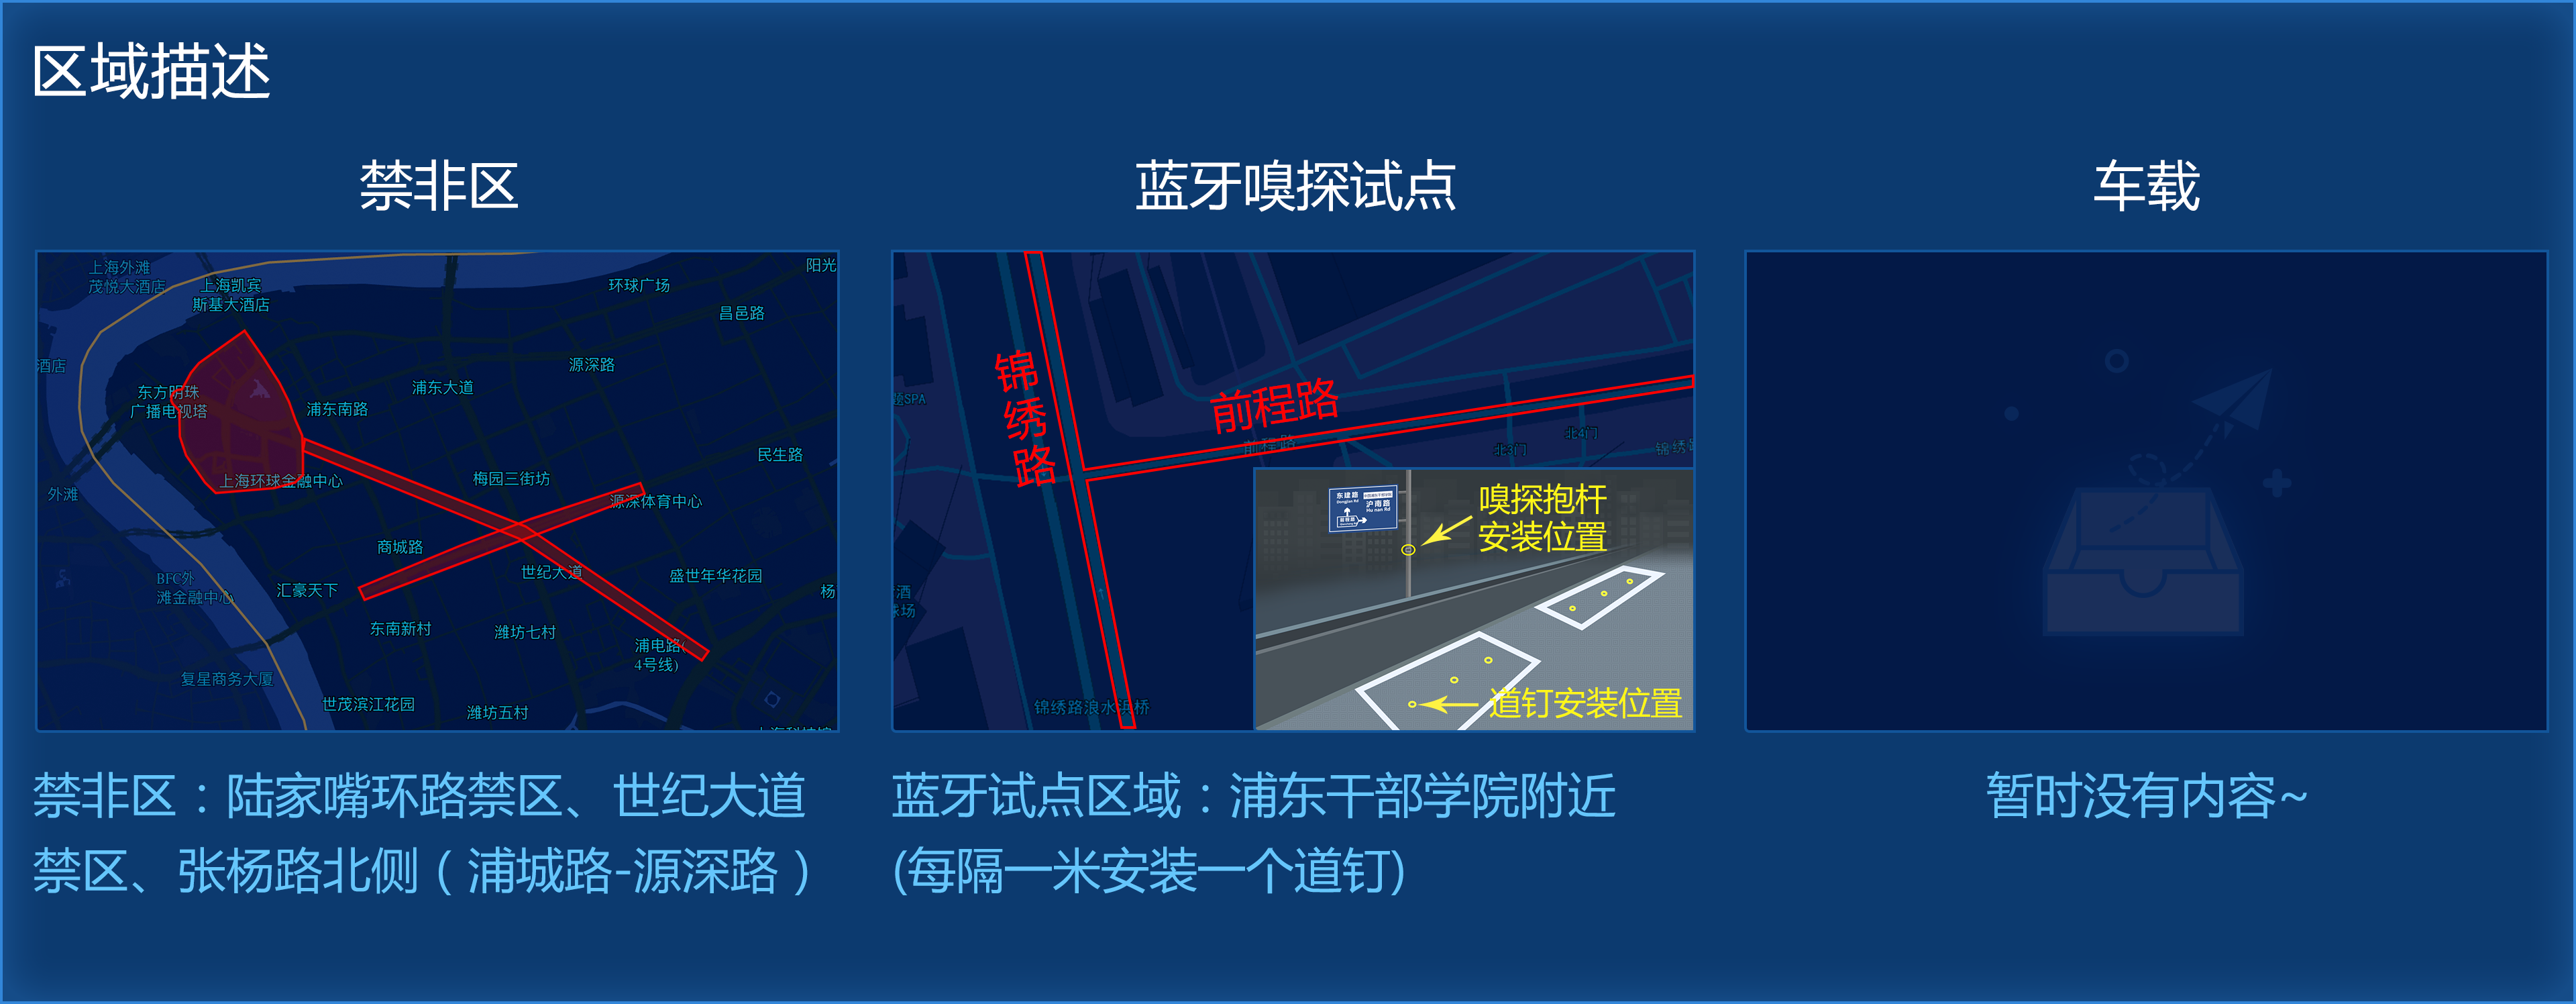 区域描述
禁非区
蓝牙嗅探试点
车载
上海外滩
茂悦大酒店
上海凯宾
斯基大酒店
环球广场
阳光
昌邑路
酒店
源深路
东方明珠
广播电视塔
浦东南路
浦东大道
民生路
上海环球金融中心
梅园三街坊
外滩
源深体育中心
商城路
世纪大道
盛世年华花园
BFC外
滩金融中心
汇豪天下
杨
东南新村
潍坊七村
浦电路(
4号线)
复星商务大厦
世茂滨江花园
潍坊五村
锦绣路
前程路
SPA
前程路
北3门
北4门
锦绣
酒
球场
锦绣路浪水浜桥
东建路
Dongjian Rd
沪南路
Hu nan Rd
嗅探抱杆
安装位置
道钉安装位置
禁非区：陆家嘴环路禁区、世纪大道
禁区、张杨路北侧（浦城路-源深路）
蓝牙试点区域：浦东干部学院附近
(每隔一米安装一个道钉)
暂时没有内容~